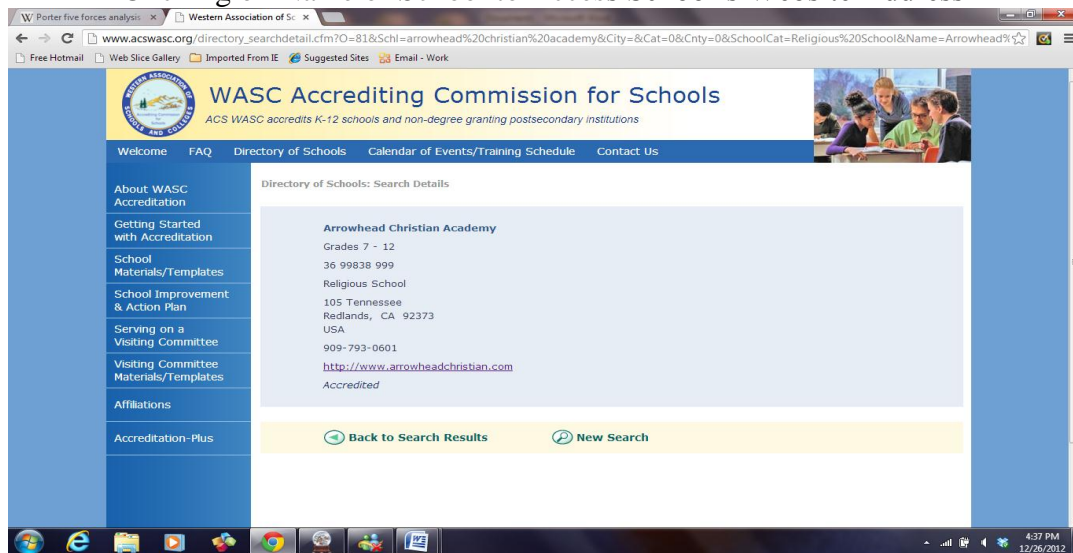 Porter five forces analysis
Western Association of Sc
www.acswasc.org/directory_searchdetail.cfm?O=81&Schl=arrowhead%20christian%20academy&City=&Cat=0&Cnty=0&SchoolCat=Religious%20School&Name=Arrowhead%
Free Hotmail Web Slice Gallery Imported From IE Suggested Sites Email - Work
WASC Accrediting Commission for Schools
ACS WASC accredits K-12 schools and non-degree granting postsecondary institutions
Welcome FAQ Directory of Schools Calendar of Events/Training Schedule Contact Us
About WASC
Accreditation
Getting Started
with Accreditation
School
Materials/Templates
School Improvement
& Action Plan
Serving on a
Visiting Committee
Visiting Committee
Materials/Templates
Affiliations
Accreditation-Plus
Directory of Schools: Search Details
Arrowhead Christian Academy
Grades 7 - 12
36 99838 999
Religious School
105 Tennessee
Redlands, CA 92373
USA
909-793-0601
http://www.arrowheadchristian.com
Accredited
Back to Search Results New Search
4:37 PM
12/26/2012